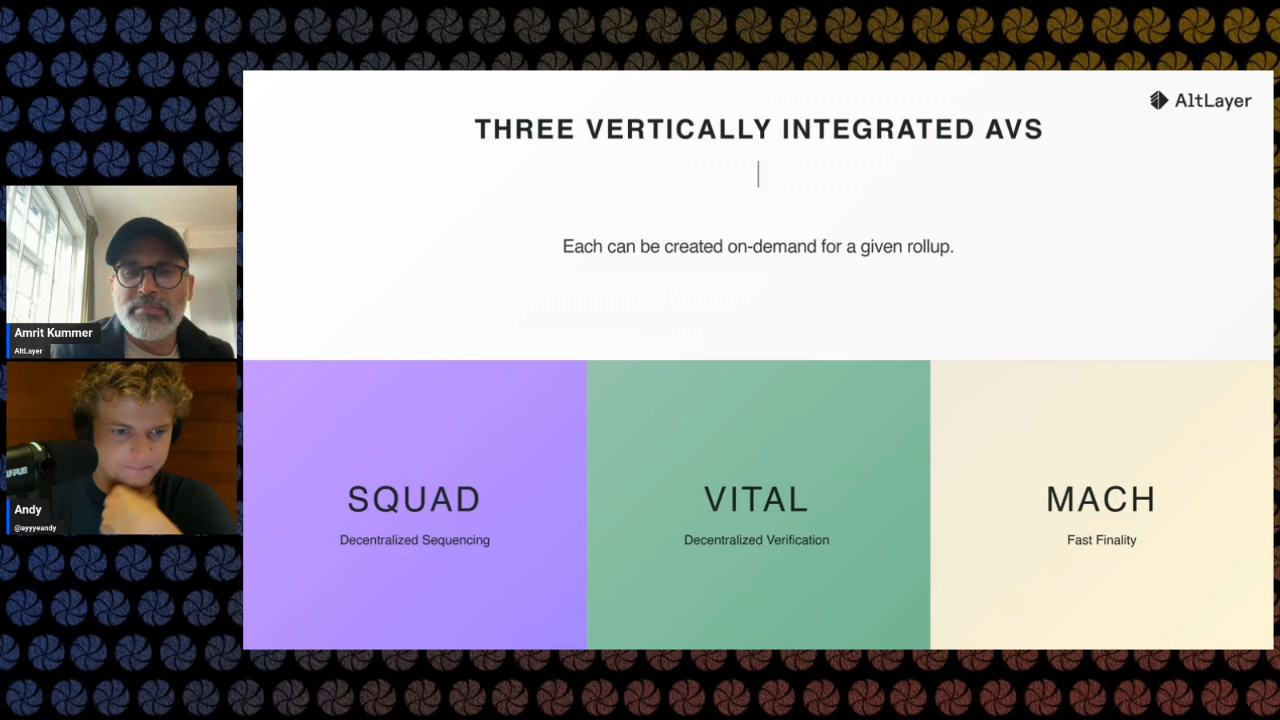 AltLayer
THREE VERTICALLY INTEGRATED AVS
Each can be created on-demand for a given rollup.
Amrit Kummer
AltLayer
URE
Andy
@ayyyeandy
SQUAD
Decentralized Sequencing
VITAL
Decentralized Verification
MACH
Fast Finality